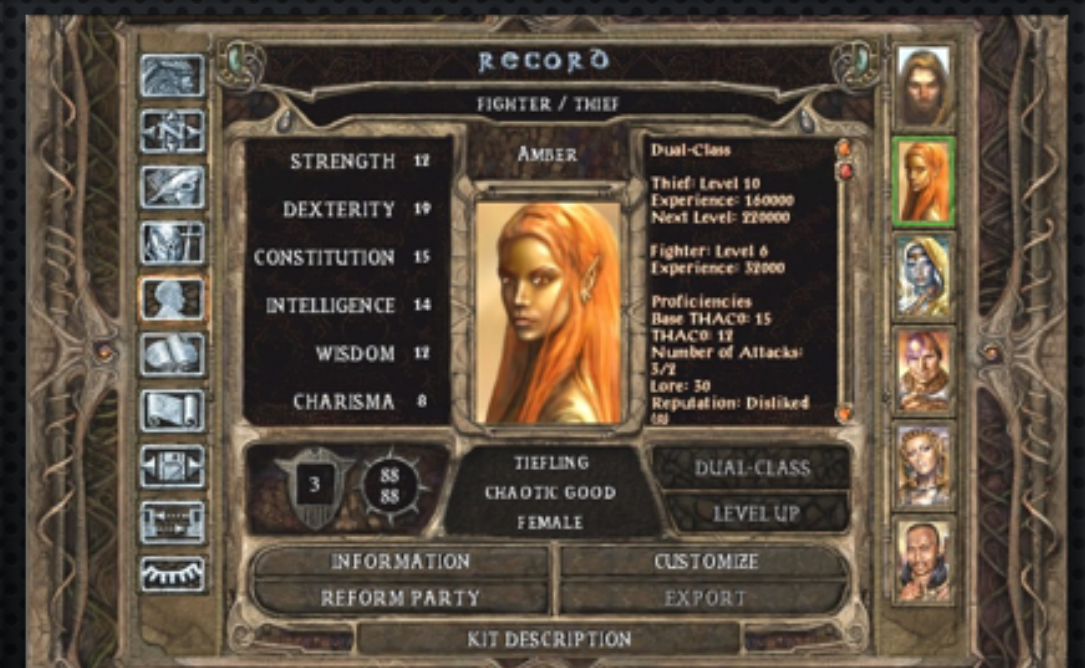 RECORD
FIGHTER / THIEF
AMBER
STRENGTH 12
DEXTERITY 19
CONSTITUTION 15
INTELLIGENCE 14
WISDOM 12
CHARISMA 8
Dual-Class
Thief: Level 10
Experience: 160000
Next Level: 220000
Fighter: Level 6
Experience: 32000
Proficiencies
Base THAC0: 15
THAC0: 12
Number of Attacks:
3/2
Lore: 30
Reputation: Disliked
(8)
3
88
88
TIEFLING
CHAOTIC GOOD
FEMALE
DUAL-CLASS
LEVEL UP
INFORMATION
CUSTOMIZE
REFORM PARTY
EXPORT
KIT DESCRIPTION